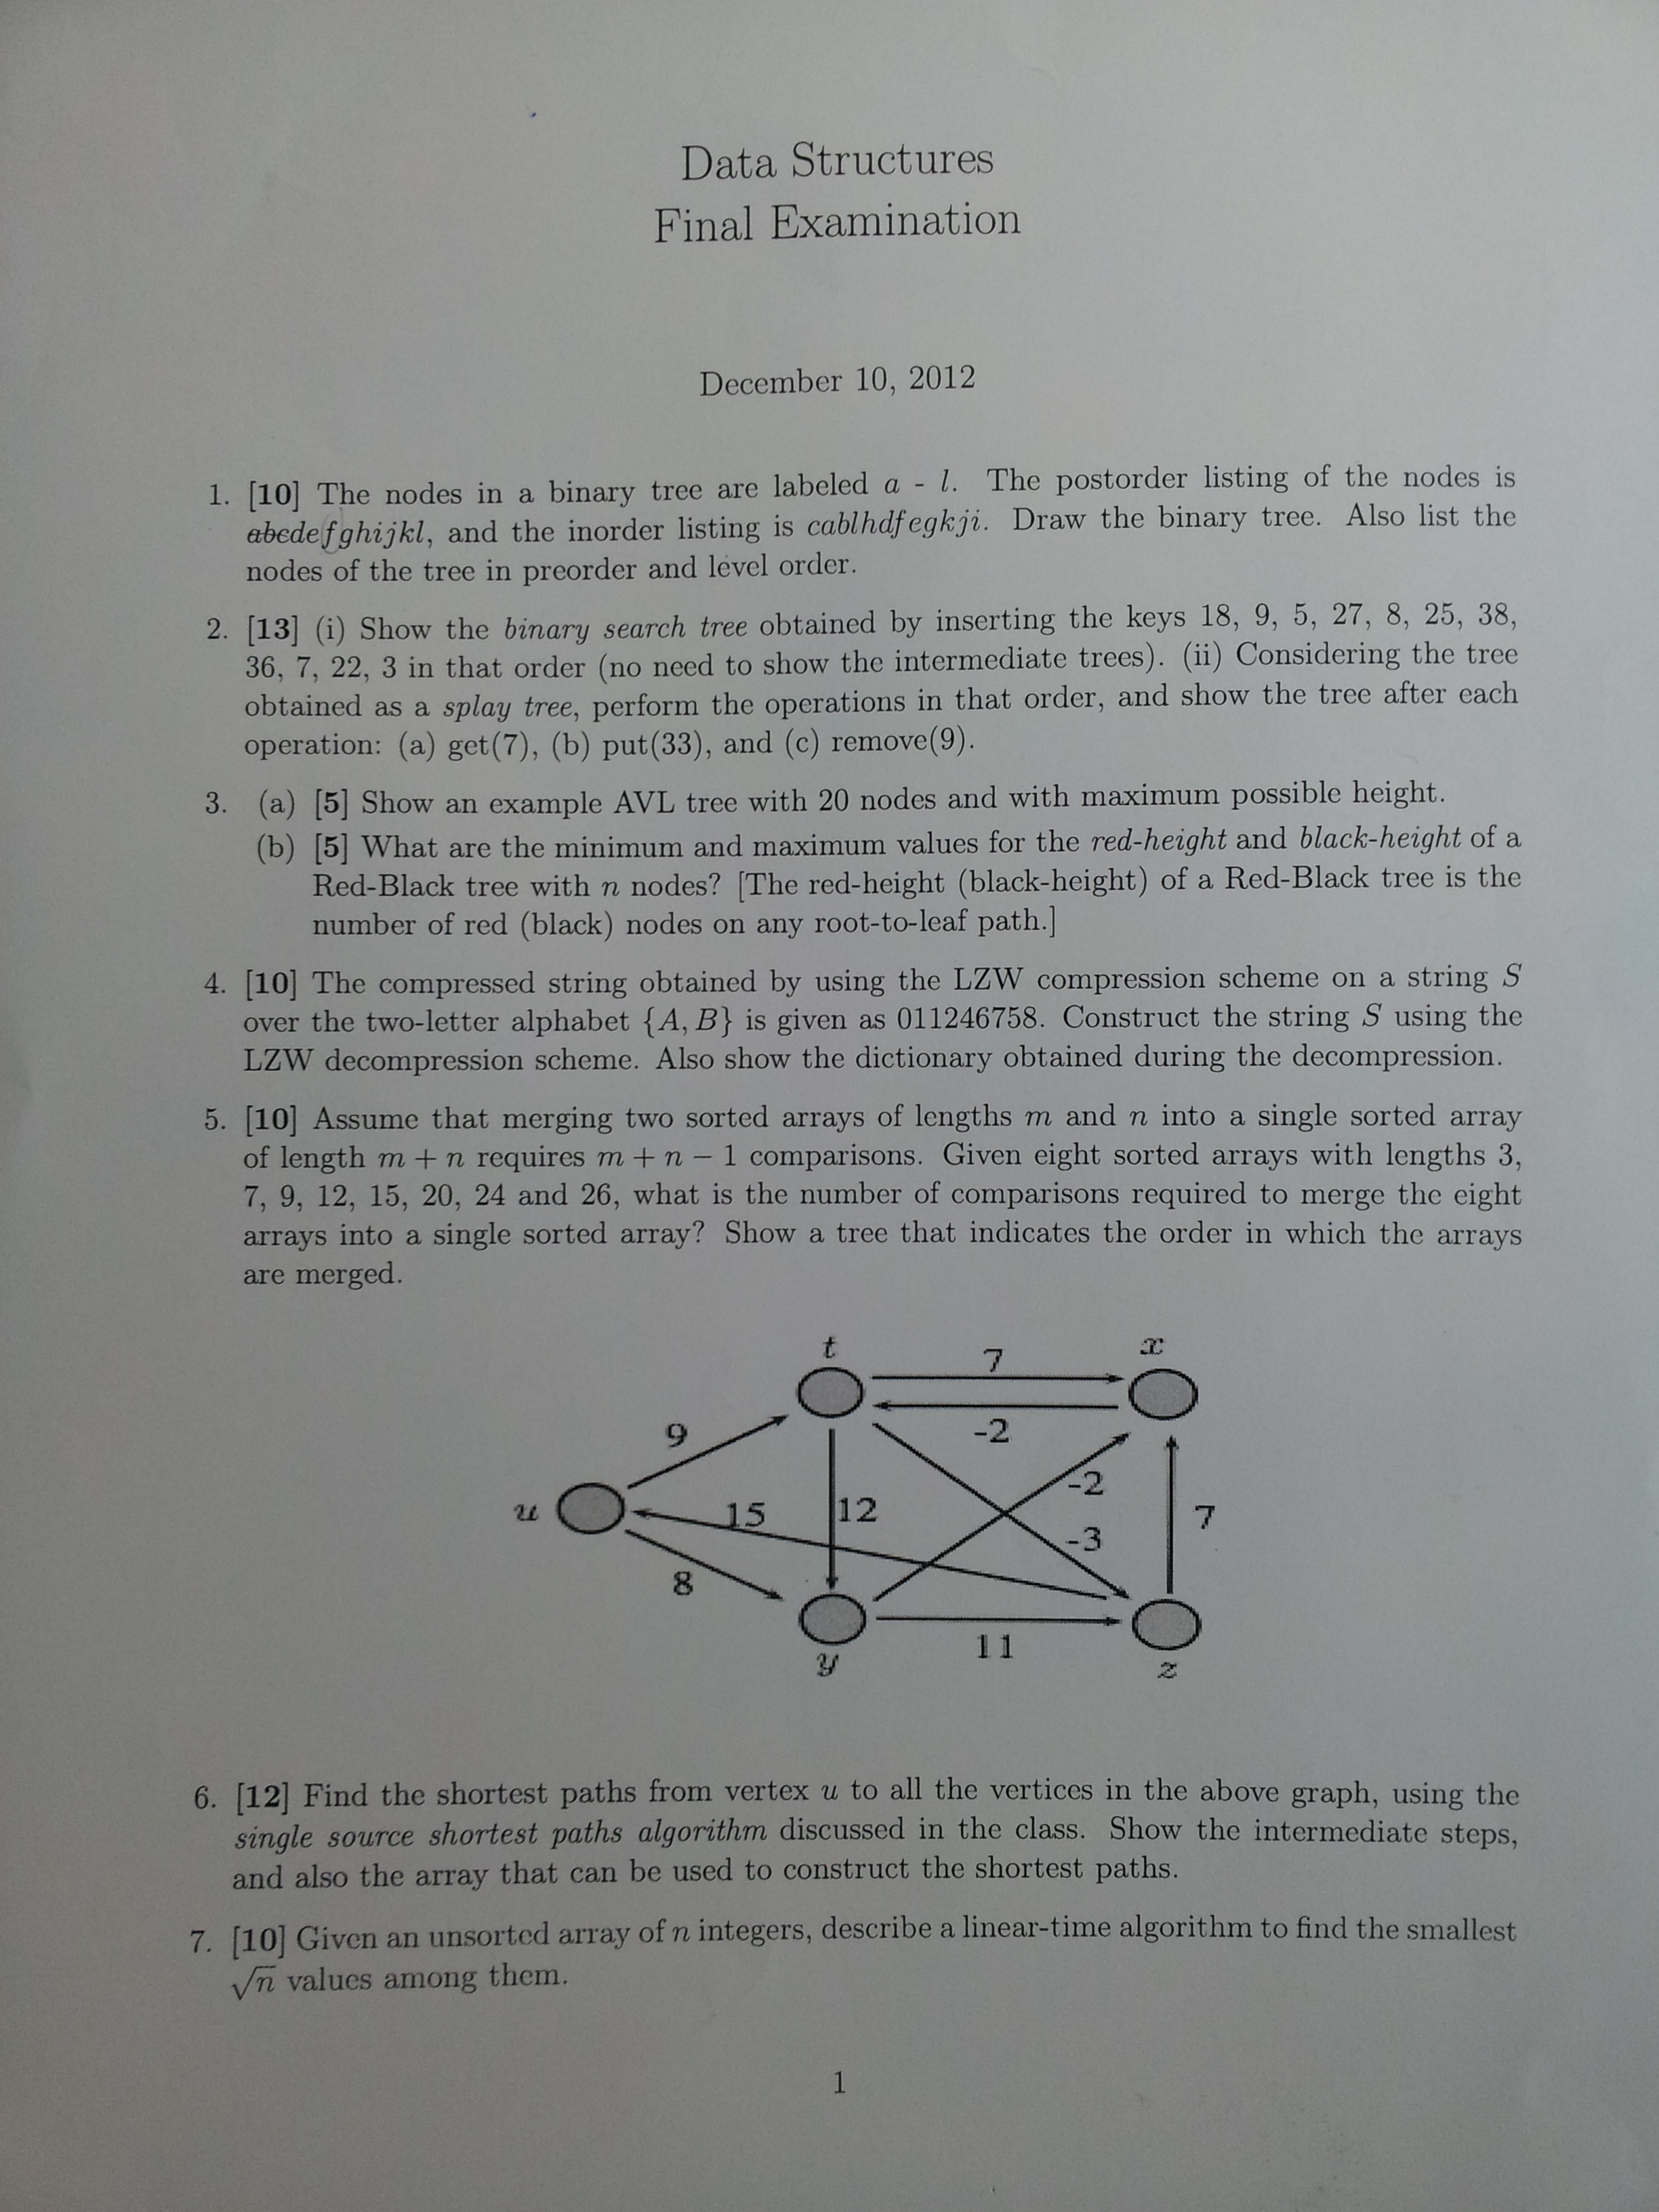 Data Structures
Final Examination
December 10, 2012
1. [10] The nodes in a binary tree are labeled a - l. The postorder listing of the nodes is
abcdefghijkl, and the inorder listing is cablhdfegkji. Draw the binary tree. Also list the
nodes of the tree in preorder and level order.
2. [13] (i) Show the binary search tree obtained by inserting the keys 18, 9, 5, 27, 8, 25, 38,
36, 7, 22, 3 in that order (no need to show the intermediate trees). (ii) Considering the tree
obtained as a splay tree, perform the operations in that order, and show the tree after each
operation: (a) get(7), (b) put(33), and (c) remove(9).
3. (a) [5] Show an example AVL tree with 20 nodes and with maximum possible height.
(b) [5] What are the minimum and maximum values for the red-height and black-height of a
Red-Black tree with n nodes? [The red-height (black-height) of a Red-Black tree is the
number of red (black) nodes on any root-to-leaf path.]
4. [10] The compressed string obtained by using the LZW compression scheme on a string S
over the two-letter alphabet {A, B} is given as 011246758. Construct the string S using the
LZW decompression scheme. Also show the dictionary obtained during the decompression.
5. [10] Assume that merging two sorted arrays of lengths m and n into a single sorted array
of length m + n requires m + n − 1 comparisons. Given eight sorted arrays with lengths 3,
7, 9, 12, 15, 20, 24 and 26, what is the number of comparisons required to merge the eight
arrays into a single sorted array? Show a tree that indicates the order in which the arrays
are merged.
t x
7
-2
9
-2
u 15 12 7
-3
8
11
y z
6. [12] Find the shortest paths from vertex u to all the vertices in the above graph, using the
single source shortest paths algorithm discussed in the class. Show the intermediate steps,
and also the array that can be used to construct the shortest paths.
7. [10] Given an unsorted array of n integers, describe a linear-time algorithm to find the smallest
√n values among them.
1